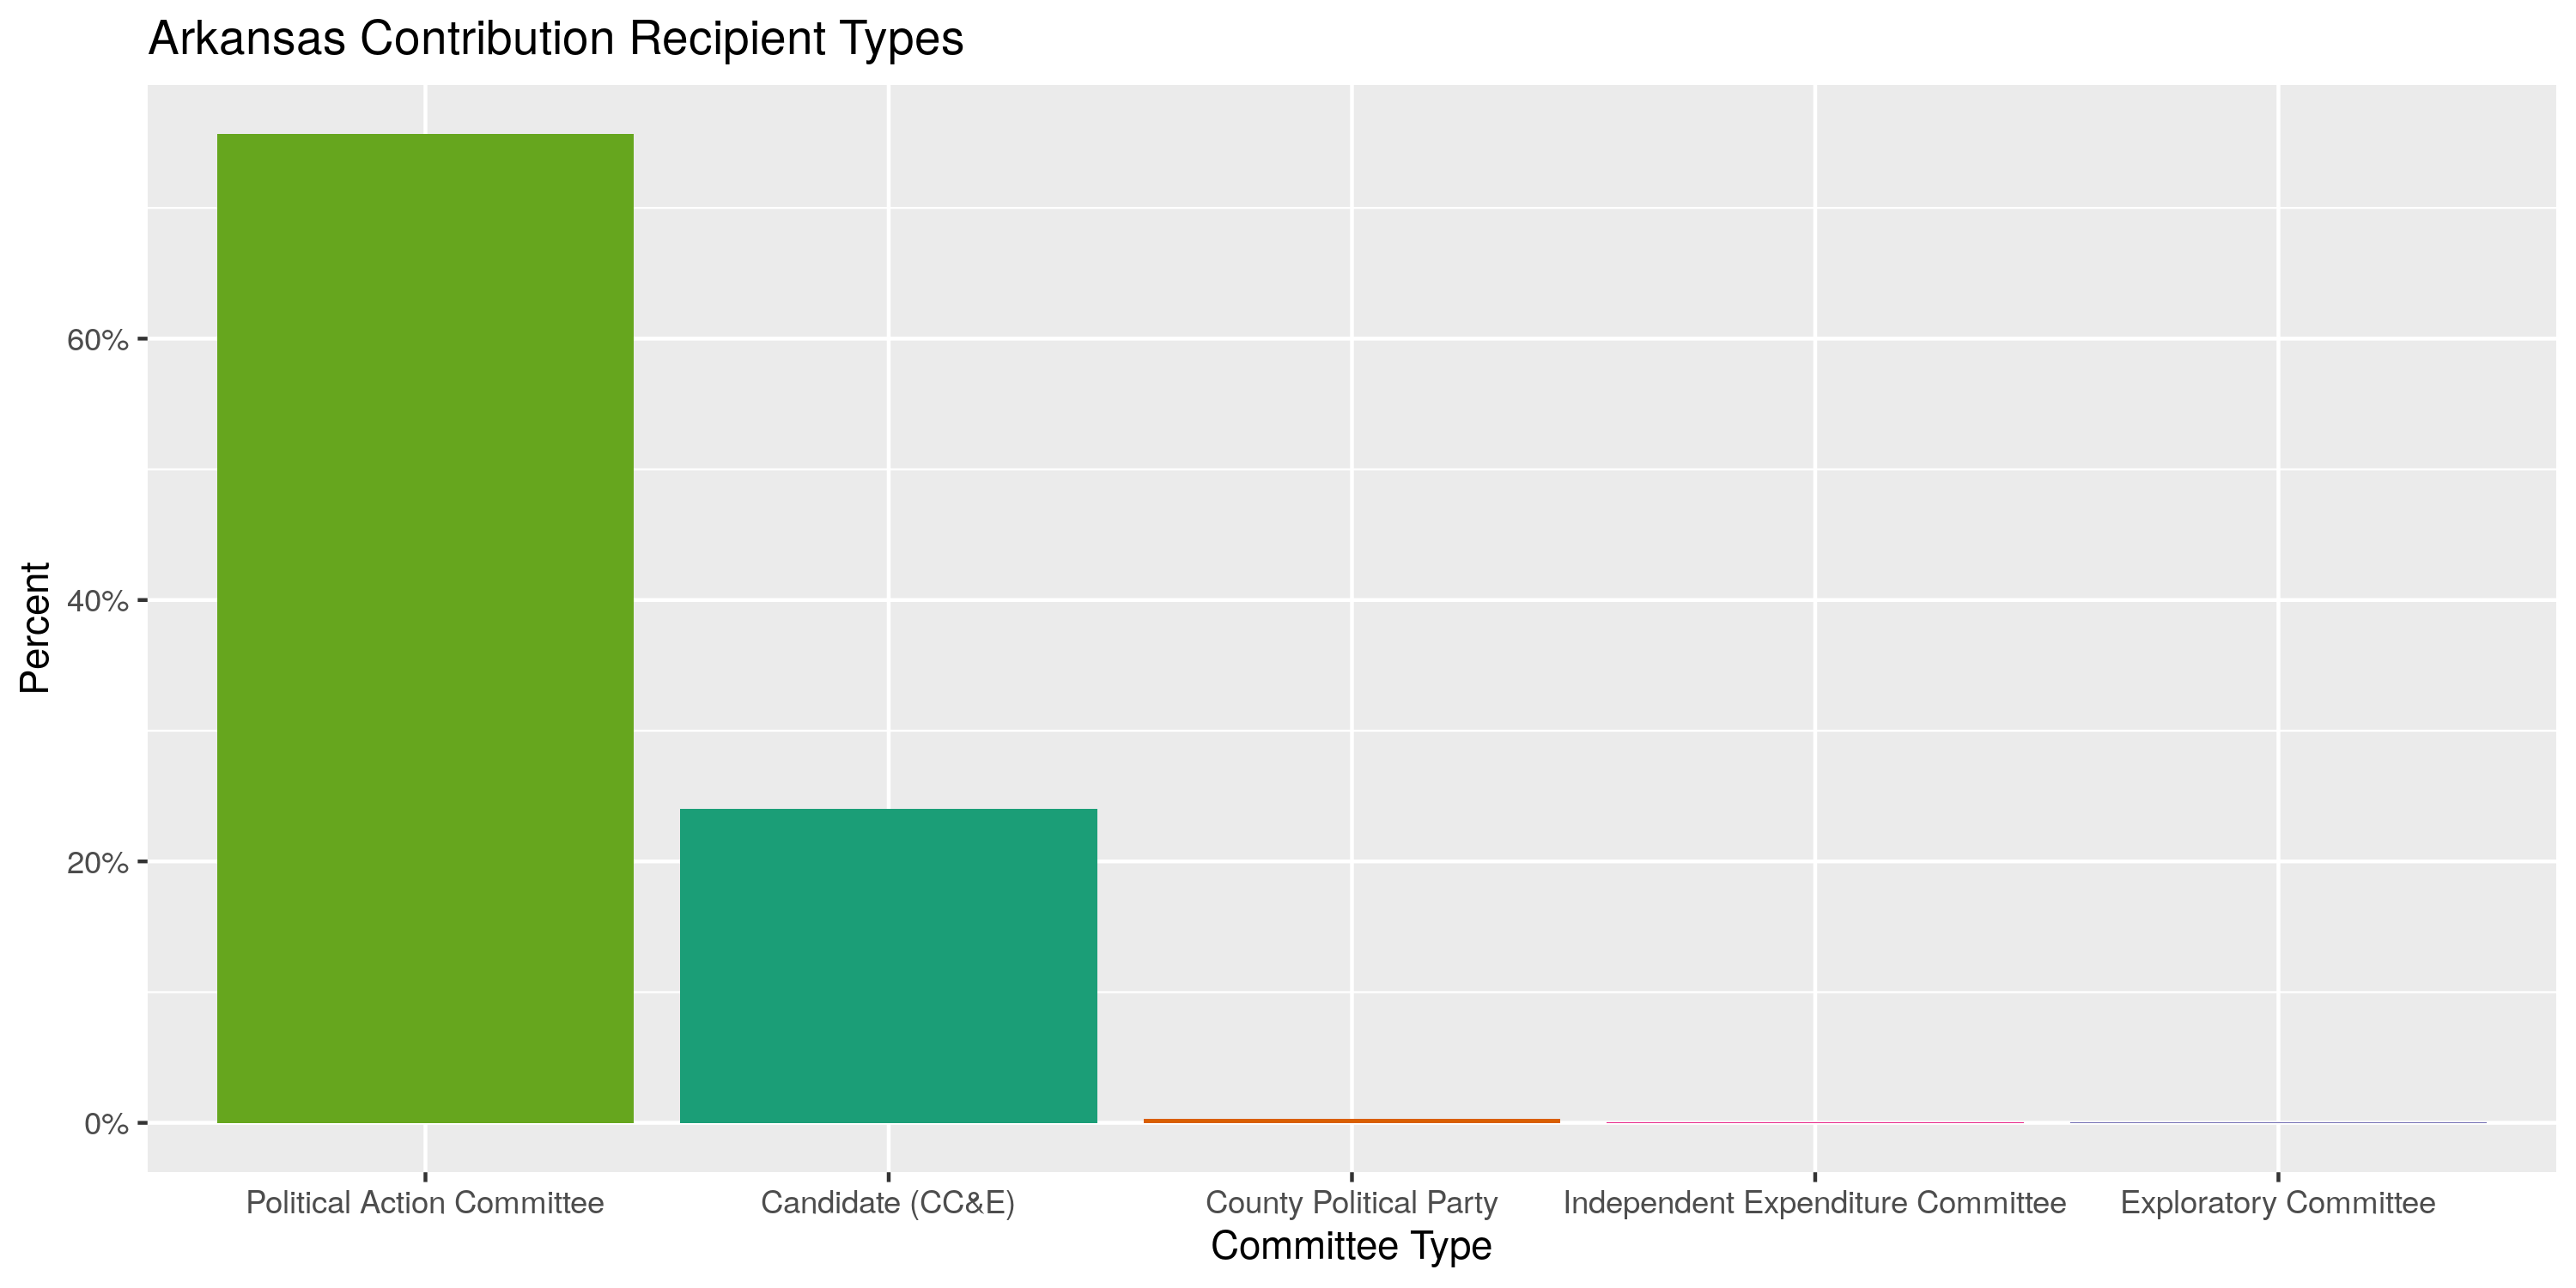 Arkansas Contribution Recipient Types
Percent
60%
40%
20%
0%
Political Action Committee
Candidate (CC&E)
County Political Party
Independent Expenditure Committee
Exploratory Committee
Committee Type